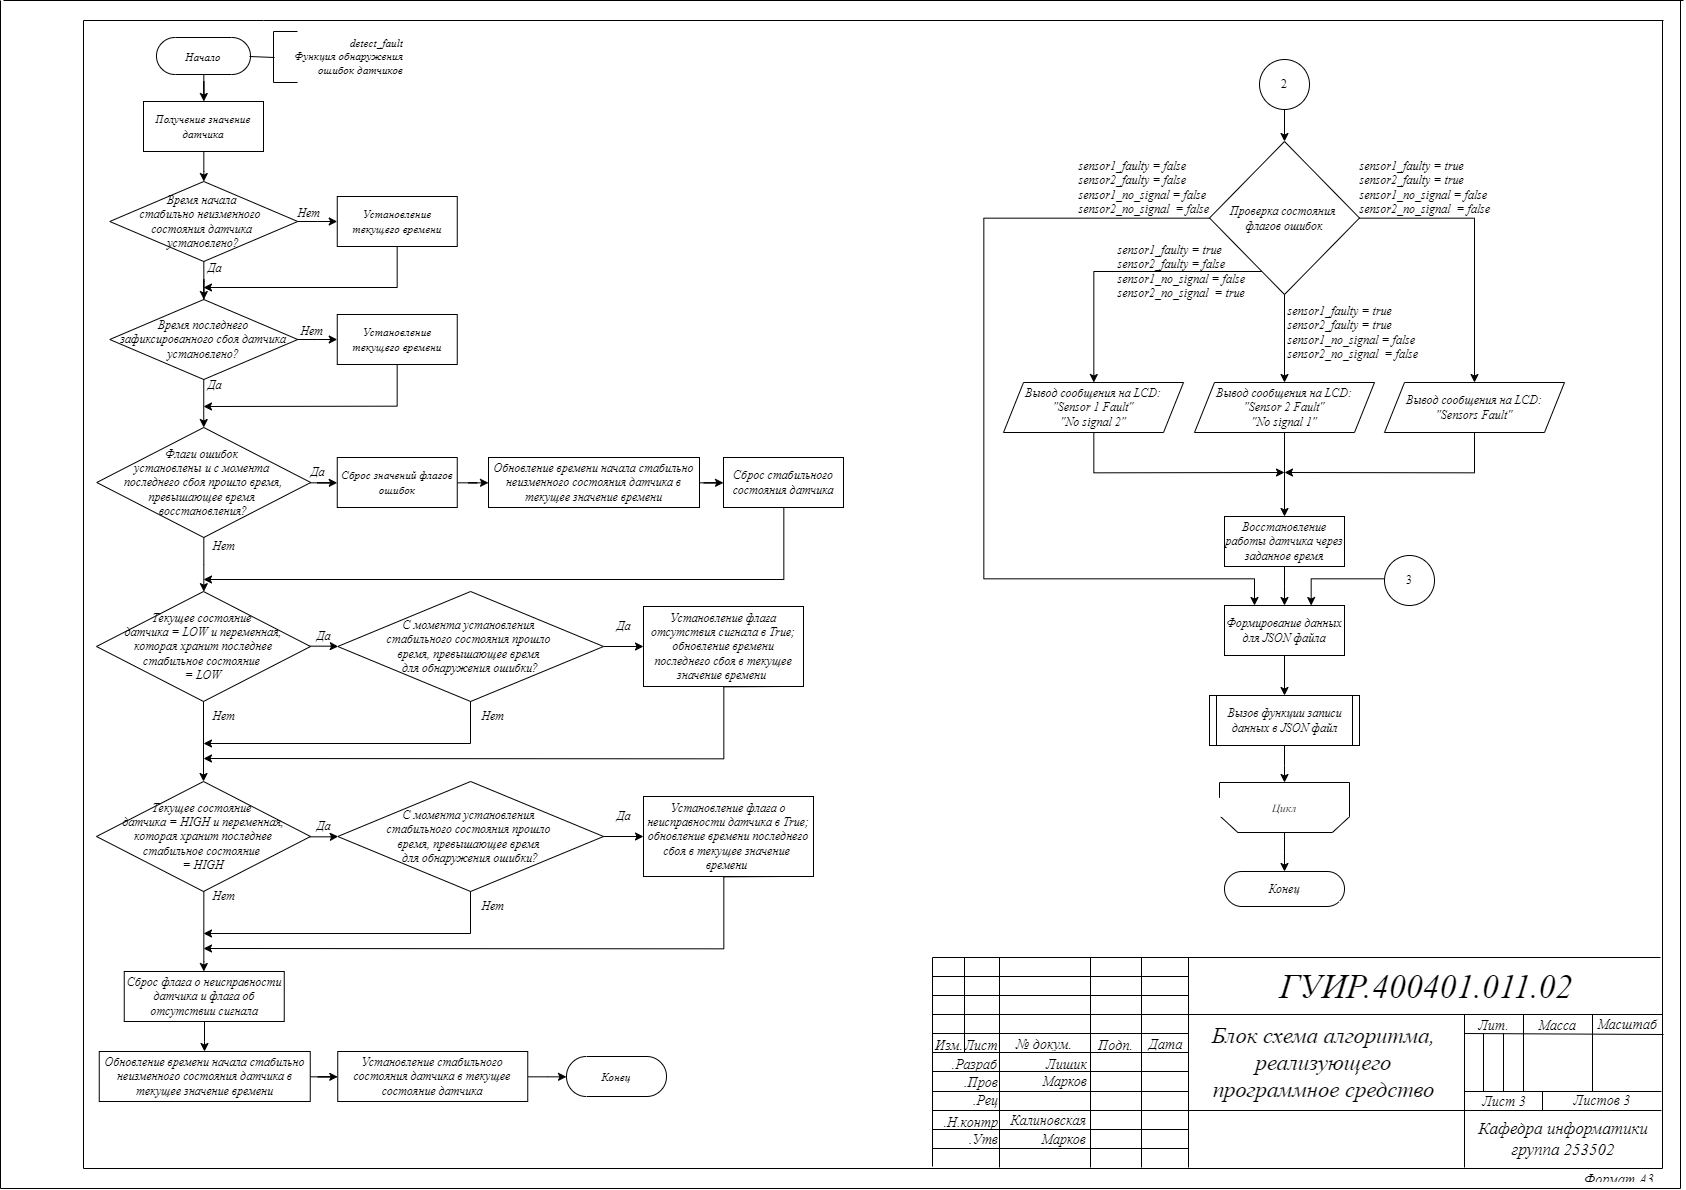 Начало
detect_fault
Функция обнаружения
ошибок датчиков
Получение значение
датчика
Время начала
стабильно неизменного
состояния датчика
установлено?
Нет
Установление
текущего времени
Да
Время последнего
зафиксированного сбоя датчика
установлено?
Нет
Установление
текущего времени
Да
Флаги ошибок
установлены и с момента
последнего сбоя прошло время,
превышающее время
восстановления?
Да
Сброс значений флагов
ошибок
Обновление времени начала стабильно
неизменного состояния датчика в
текущее значение времени
Сброс стабильного
состояния датчика
Нет
Текущее состояние
датчика = LOW и переменная,
которая хранит последнее
стабильное состояние
= LOW
Да
С момента установления
стабильного состояния прошло
время, превышающее время
для обнаружения ошибки?
Да
Установление флага
отсутствия сигнала в True;
обновление времени
последнего сбоя в текущее
значение времени
Нет
Нет
Текущее состояние
датчика = HIGH и переменная,
которая хранит последнее
стабильное состояние
= HIGH
Да
С момента установления
стабильного состояния прошло
время, превышающее время
для обнаружения ошибки?
Да
Установление флага о
неисправности датчика в True;
обновление времени последнего
сбоя в текущее значение
времени
Нет
Нет
Сброс флага о неисправности
датчика и флага об
отсутствии сигнала
Обновление времени начала стабильно
неизменного состояния датчика в
текущее значение времени
Установление стабильного
состояния датчика в текущее
состояние датчика
Конец
2
Проверка состояния
флагов ошибок
sensor1_faulty = false
sensor2_faulty = false
sensor1_no_signal = false
sensor2_no_signal = false
sensor1_faulty = true
sensor2_faulty = true
sensor1_no_signal = false
sensor2_no_signal = false
sensor1_faulty = true
sensor2_faulty = false
sensor1_no_signal = false
sensor2_no_signal = true
sensor1_faulty = true
sensor2_faulty = true
sensor1_no_signal = false
sensor2_no_signal = false
Вывод сообщения на LCD:
"Sensor 1 Fault"
"No signal 2"
Вывод сообщения на LCD:
"Sensor 2 Fault"
"No signal 1"
Вывод сообщения на LCD:
"Sensors Fault"
Восстановление
работы датчика через
заданное время
3
Формирование данных
для JSON файла
Вызов функции записи
данных в JSON файл
Цикл
Конец
ГУИР.400401.011.02
Изм. Лист № докум. Подп. Дата
.Разраб Лишик
.Пров Марков
.Рец
.Н.контр Калиновская
.Утв Марков
Блок схема алгоритма,
реализующего
программное средство
Лит. Масса Масштаб
Лист 3 Листов 3
Кафедра информатики
группа 253502
Формат А3